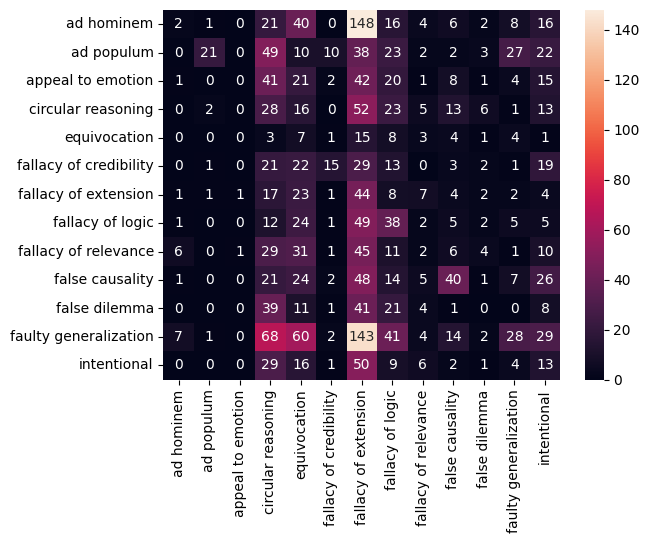 ad hominem 2 1 0 21 40 0 148 16 4 6 2 8 16
ad populum 0 21 0 49 10 10 38 23 2 2 3 27 22
appeal to emotion 1 0 0 41 21 2 42 20 1 8 1 4 15
circular reasoning 0 2 0 28 16 0 52 23 5 13 6 1 13
equivocation 0 0 0 3 7 1 15 8 3 4 1 4 1
fallacy of credibility 0 1 0 21 22 15 29 13 0 3 2 1 19
fallacy of extension 1 1 1 17 23 1 44 8 7 4 2 2 4
fallacy of logic 1 0 0 12 24 1 49 38 2 5 2 5 5
fallacy of relevance 6 0 1 29 31 1 45 11 2 6 4 1 10
false causality 1 0 0 21 24 2 48 14 5 40 1 7 26
false dilemma 0 0 0 39 11 1 41 21 4 1 0 0 8
faulty generalization 7 1 0 68 60 2 143 41 4 14 2 28 29
intentional 0 0 0 29 16 1 50 9 6 2 1 4 13
ad hominem
ad populum
appeal to emotion
circular reasoning
equivocation
fallacy of credibility
fallacy of extension
fallacy of logic
fallacy of relevance
false causality
false dilemma
faulty generalization
intentional
140
120
100
80
60
40
20
0